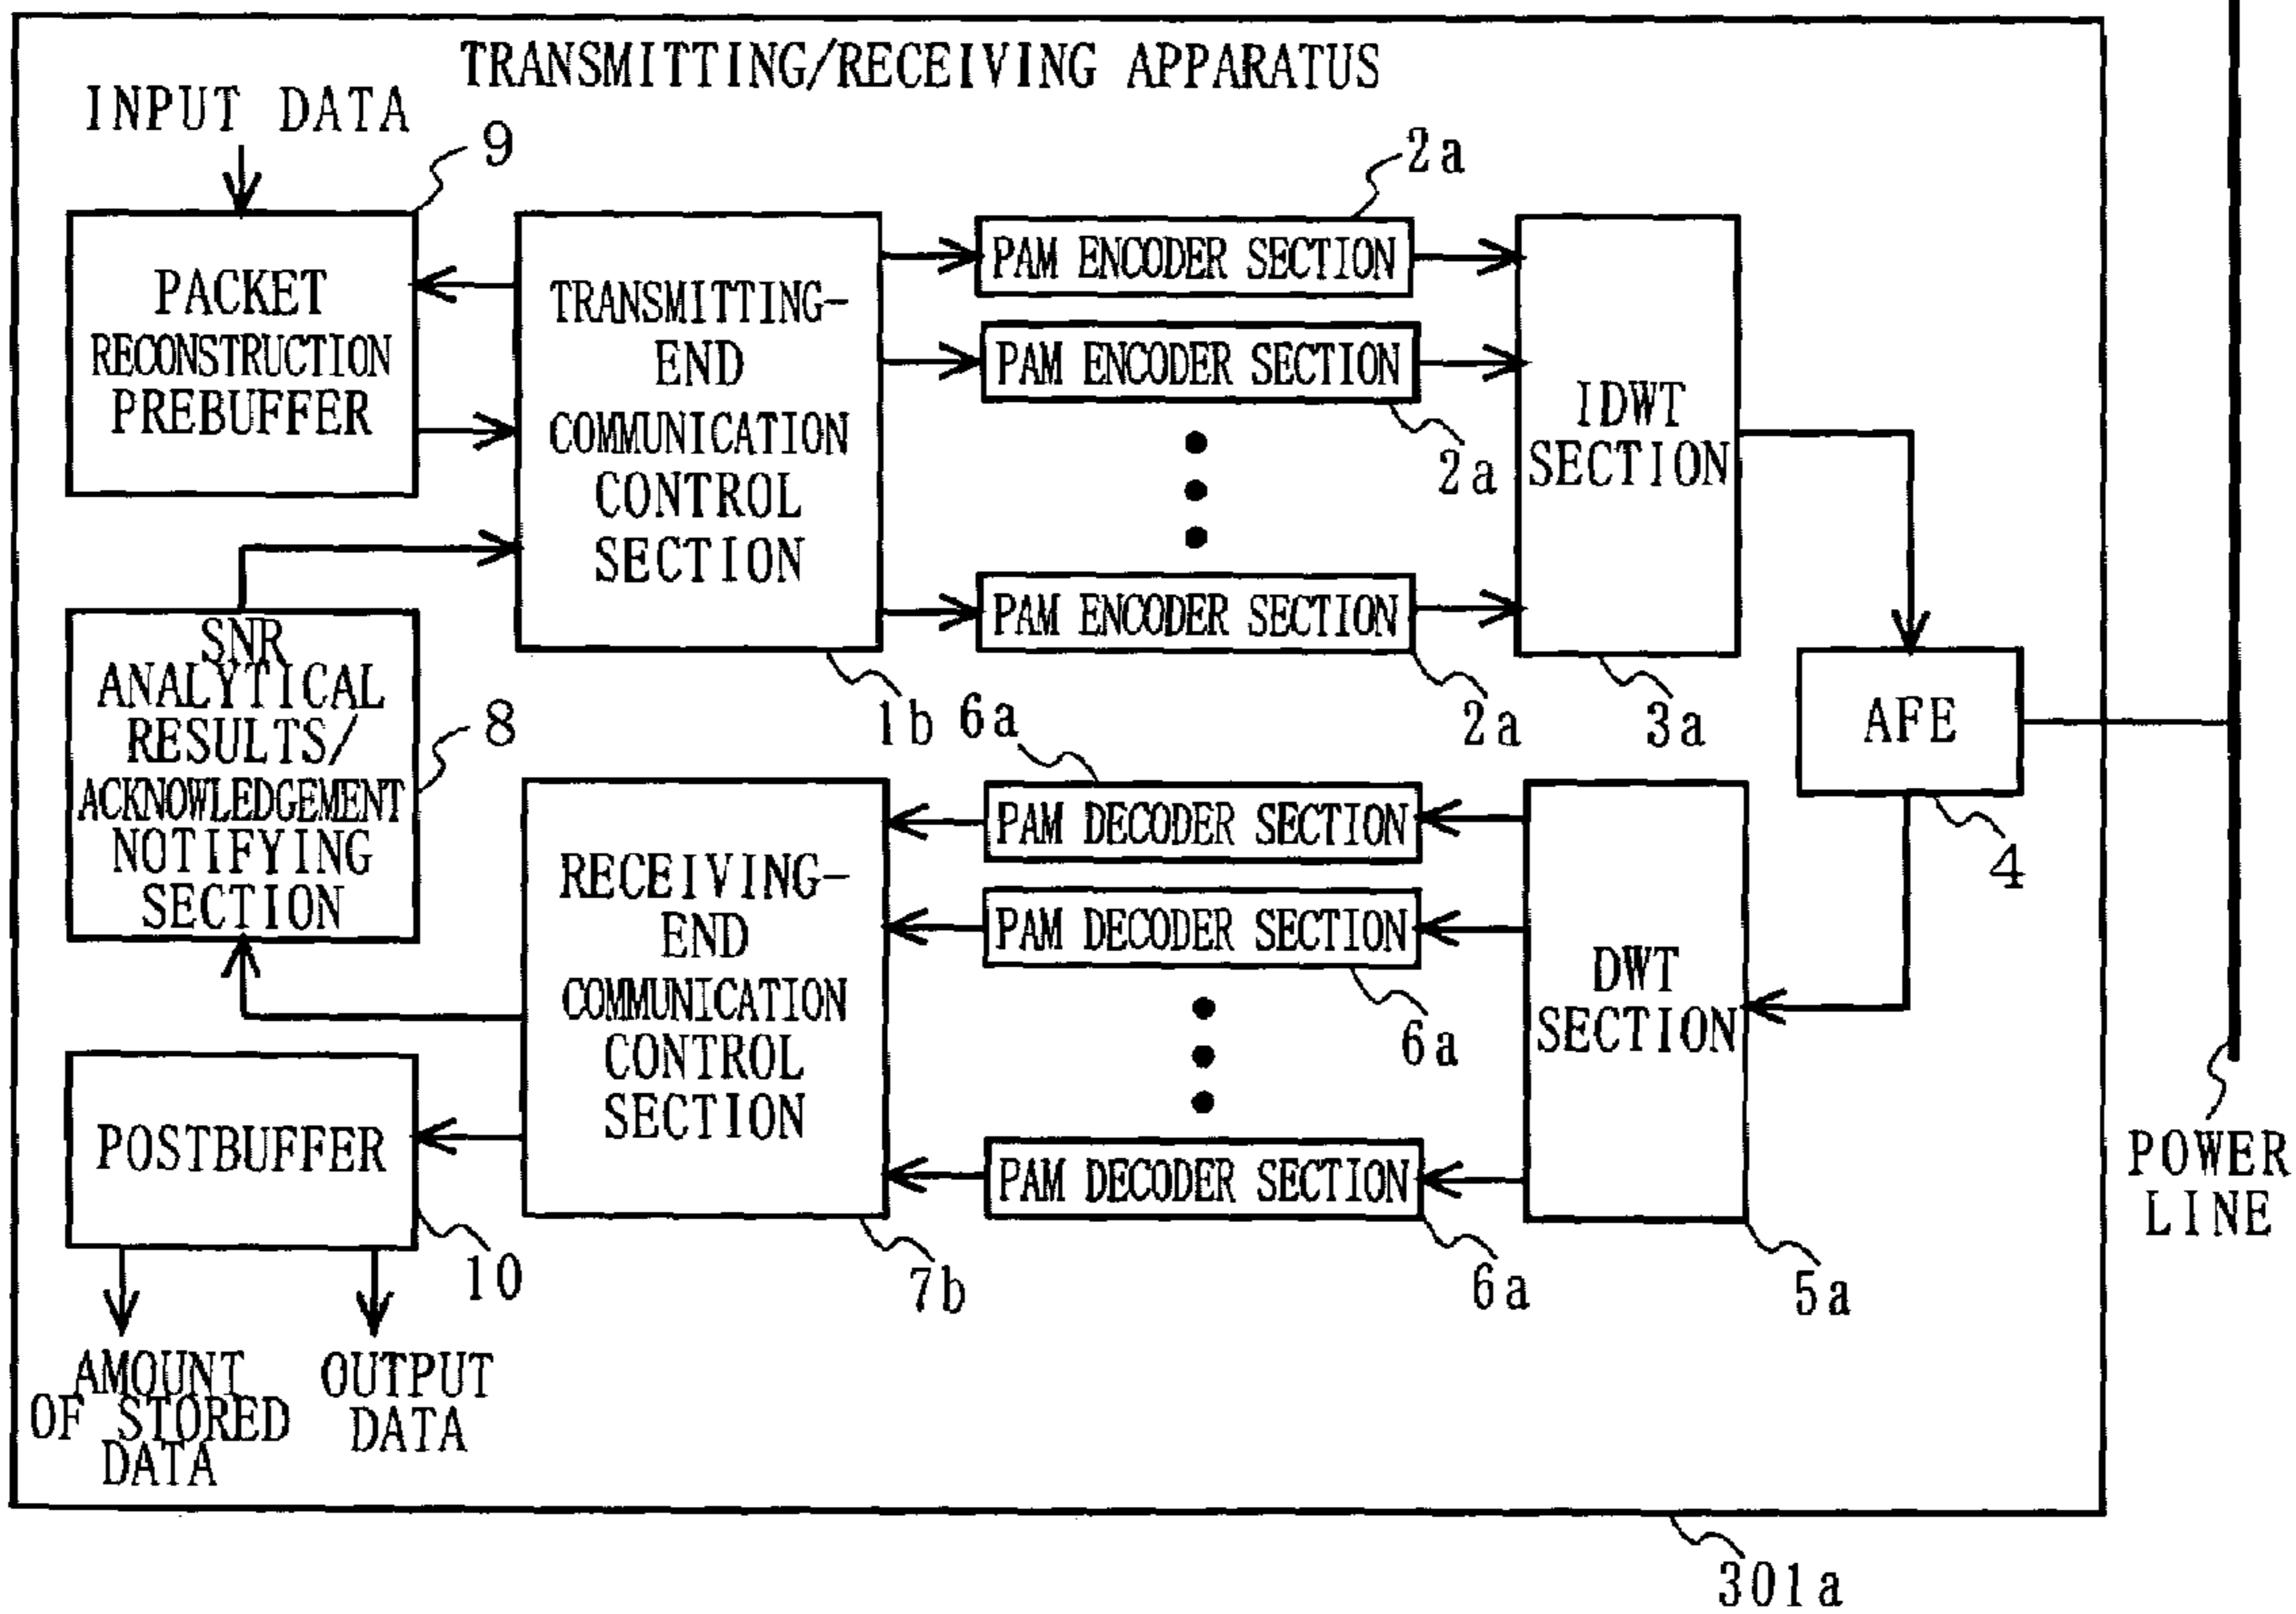 TRANSMITTING/RECEIVING APPARATUS
INPUT DATA
9
PACKET
RECONSTRUCTION
PREBUFFER
TRANSMITTING-
END
COMMUNICATION
CONTROL
SECTION
1b
2a
PAM ENCODER SECTION
PAM ENCODER SECTION
2a
PAM ENCODER SECTION
2a
IDWT
SECTION
3a
AFE
4
SNR
ANALYTICAL
RESULTS/
ACKNOWLEDGEMENT
NOTIFYING
SECTION
8
RECEIVING-
END
COMMUNICATION
CONTROL
SECTION
7b
6a
PAM DECODER SECTION
PAM DECODER SECTION
6a
PAM DECODER SECTION
6a
DWT
SECTION
5a
POSTBUFFER
10
AMOUNT
OF STORED
DATA
OUTPUT
DATA
POWER
LINE
301a